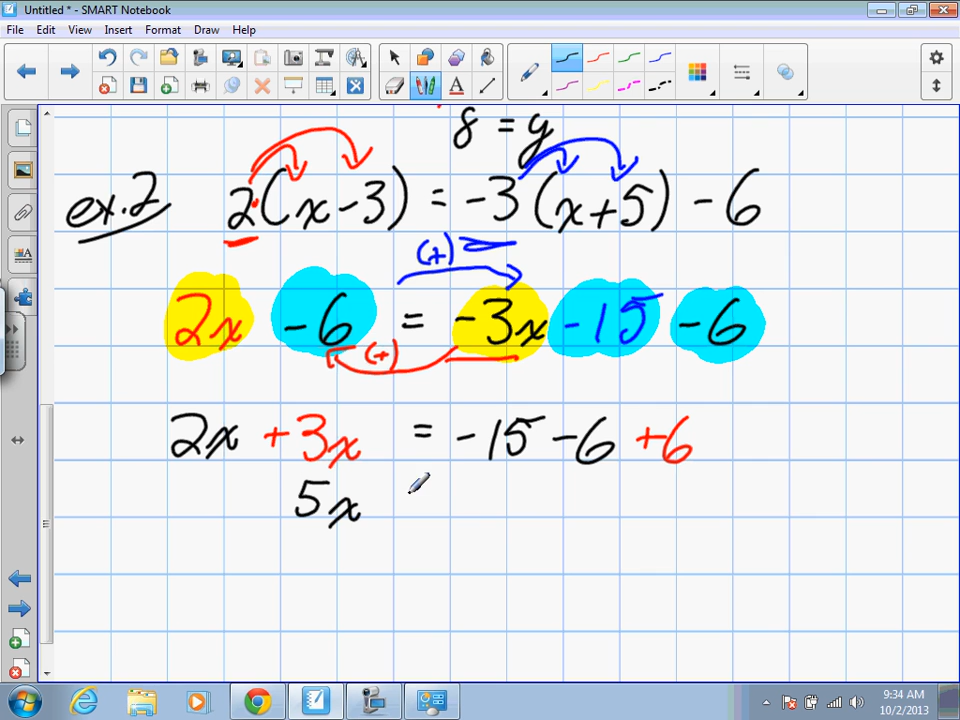 Untitled * - SMART Notebook
File Edit View Insert Format Draw Help
8 = y
ex.2 2(x-3) = -3(x+5) - 6
(+)
2x -6 = -3x -15 -6
(+)
2x +3x = -15 -6 +6
5x
9:34 AM
10/2/2013